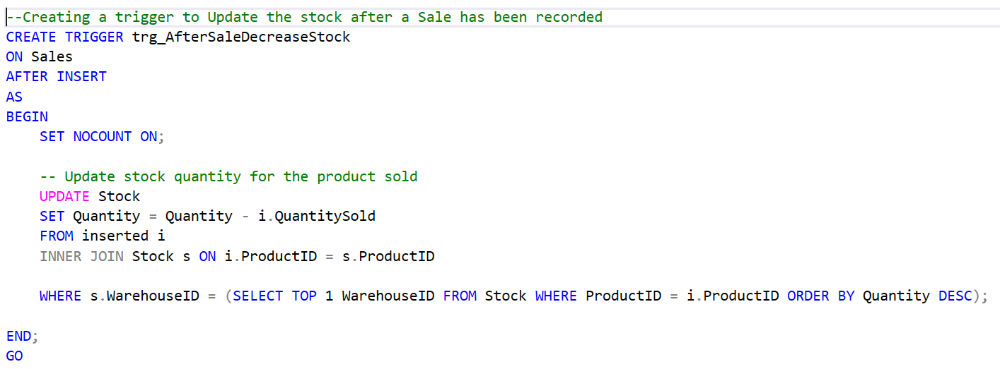 --Creating a trigger to Update the stock after a Sale has been recorded
CREATE TRIGGER trg_AfterSaleDecreaseStock
ON Sales
AFTER INSERT
AS
BEGIN
    SET NOCOUNT ON;
    -- Update stock quantity for the product sold
    UPDATE Stock
    SET Quantity = Quantity - i.QuantitySold
    FROM inserted i
    INNER JOIN Stock s ON i.ProductID = s.ProductID
    WHERE s.WarehouseID = (SELECT TOP 1 WarehouseID FROM Stock WHERE ProductID = i.ProductID ORDER BY Quantity DESC);
END;
GO